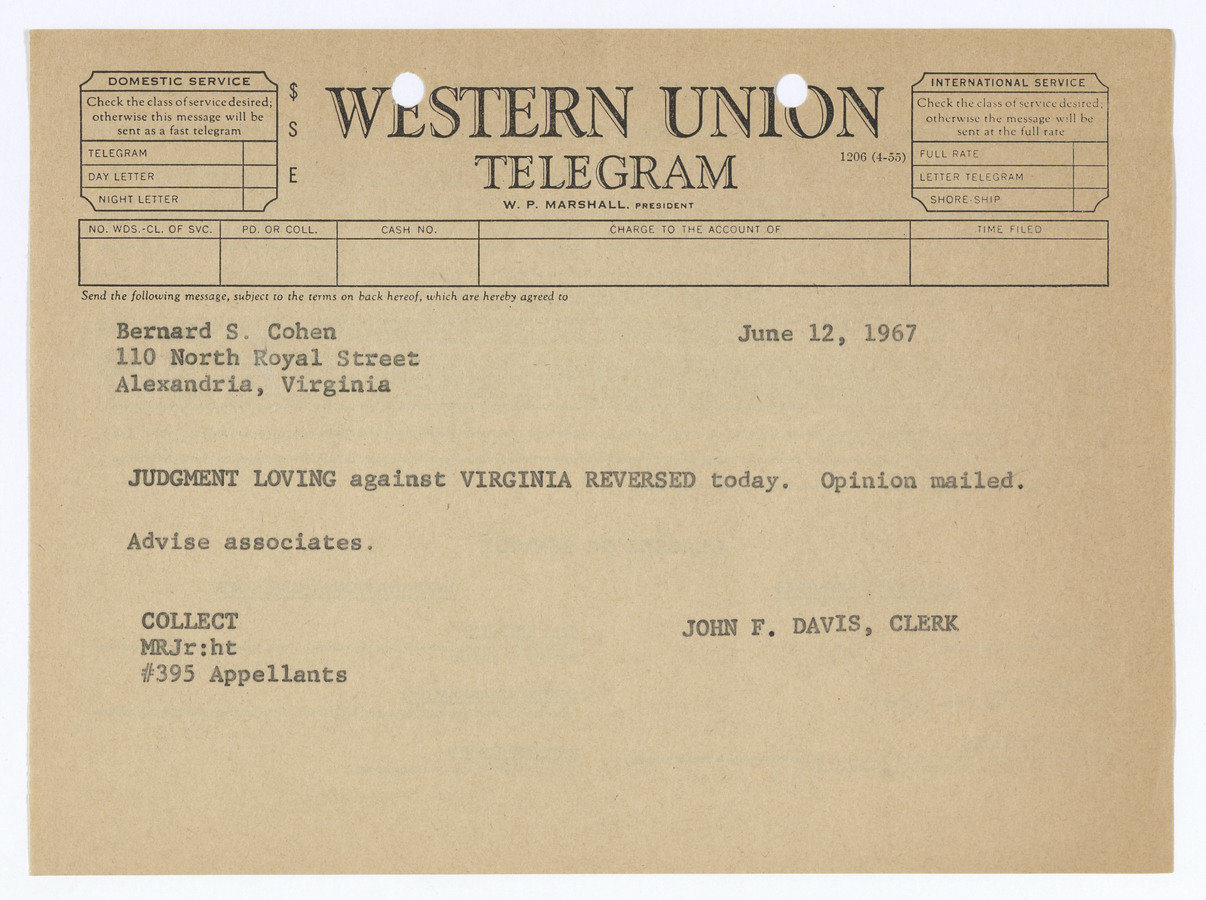 DOMESTIC SERVICE
Check the class of service desired;
otherwise this message will be
sent as a fast telegram
TELEGRAM
DAY LETTER
NIGHT LETTER
$
S
E
WESTERN UNION
TELEGRAM
1206 (4-55)
W. P. MARSHALL, PRESIDENT
INTERNATIONAL SERVICE
Check the class of service desired;
otherwise the message will be
sent at the full rate
FULL RATE
LETTER TELEGRAM
SHORE-SHIP
NO. WDS.-CL. OF SVC. PD. OR COLL. CASH NO. CHARGE TO THE ACCOUNT OF TIME FILED
Send the following message, subject to the terms on back hereof, which are hereby agreed to
Bernard S. Cohen June 12, 1967
110 North Royal Street
Alexandria, Virginia
JUDGMENT LOVING against VIRGINIA REVERSED today. Opinion mailed.
Advise associates.
COLLECT JOHN F. DAVIS, CLERK
MRJr:ht
#395 Appellants